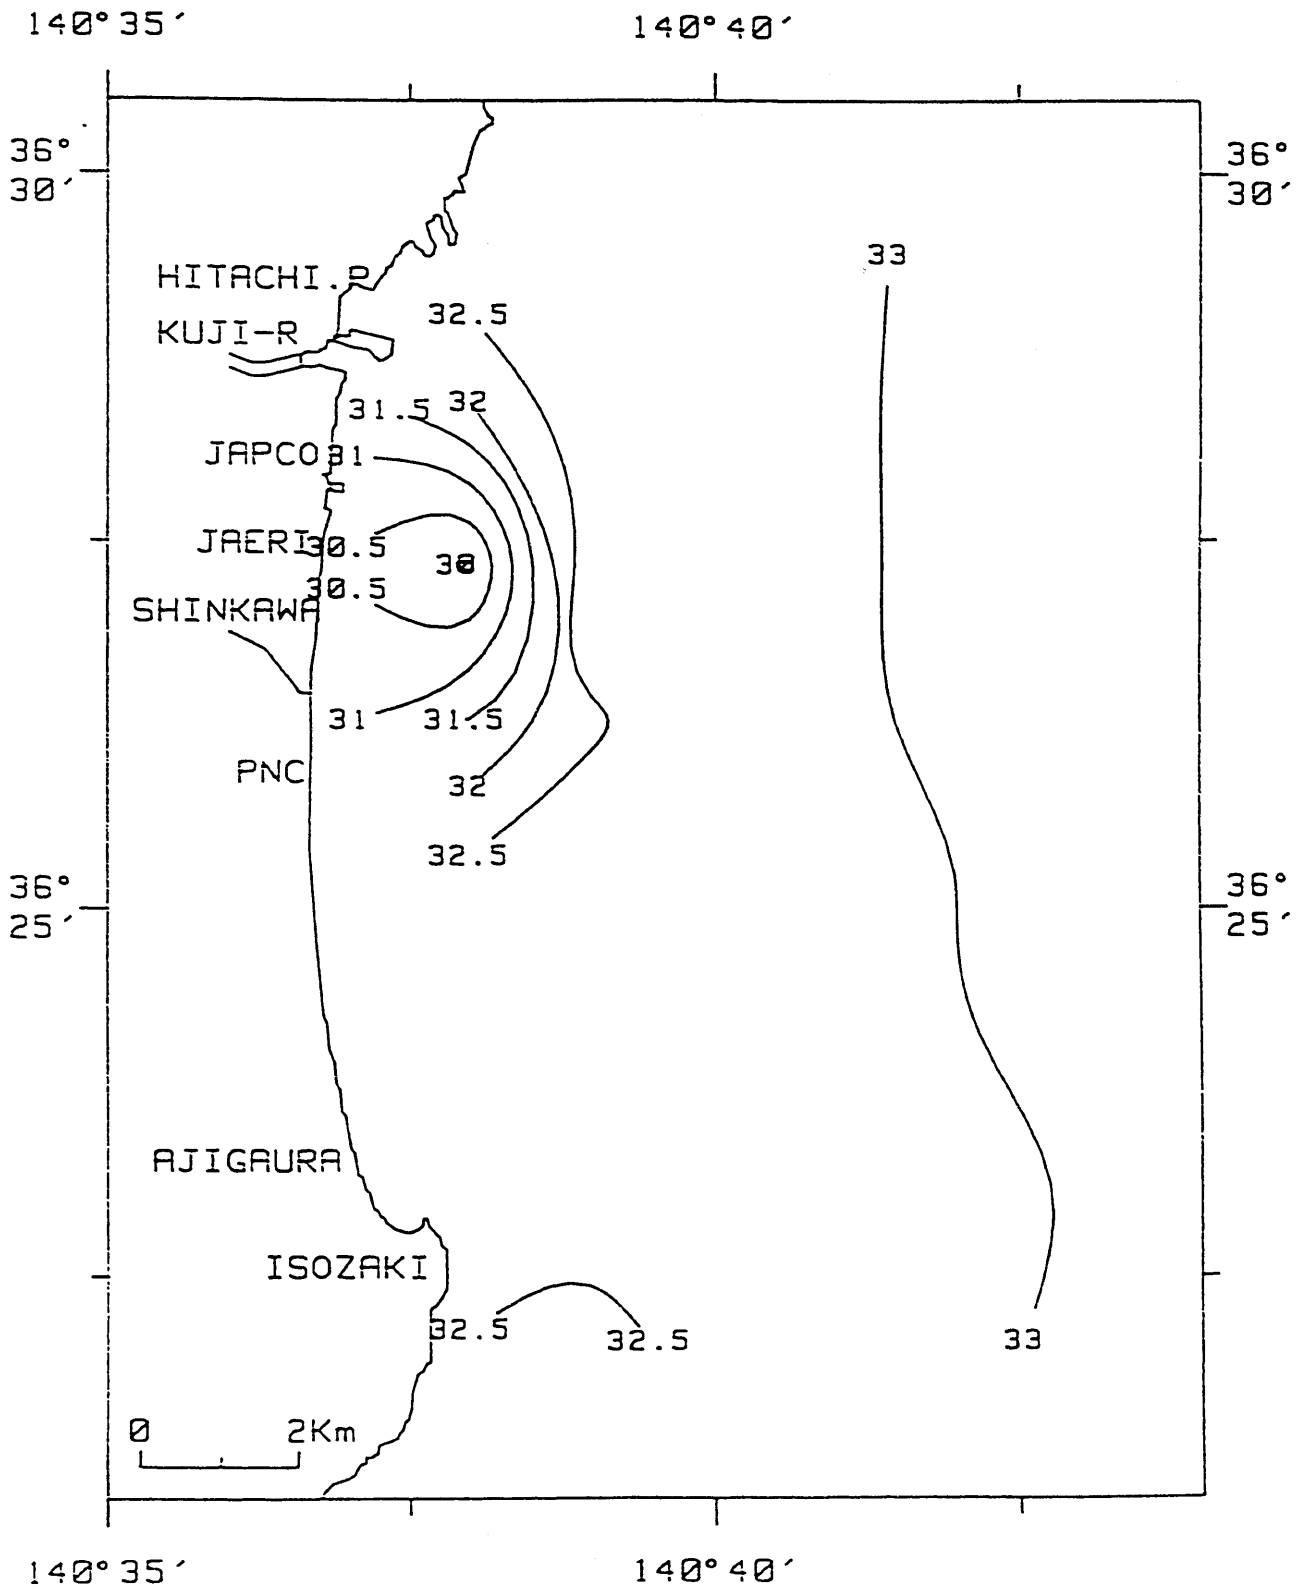 140°35′ 140°40′
36° 36°
30′ 30′
33
HITACHI.P
32.5
KUJI-R
31.5 32
JAPCO 31
JAERI 30.5
30
30.5
SHINKAWA
31 31.5
PNC
32
32.5
36° 36°
25′ 25′
AJIGAURA
ISOZAKI
32.5 32.5 33
0 2Km
140°35′ 140°40′